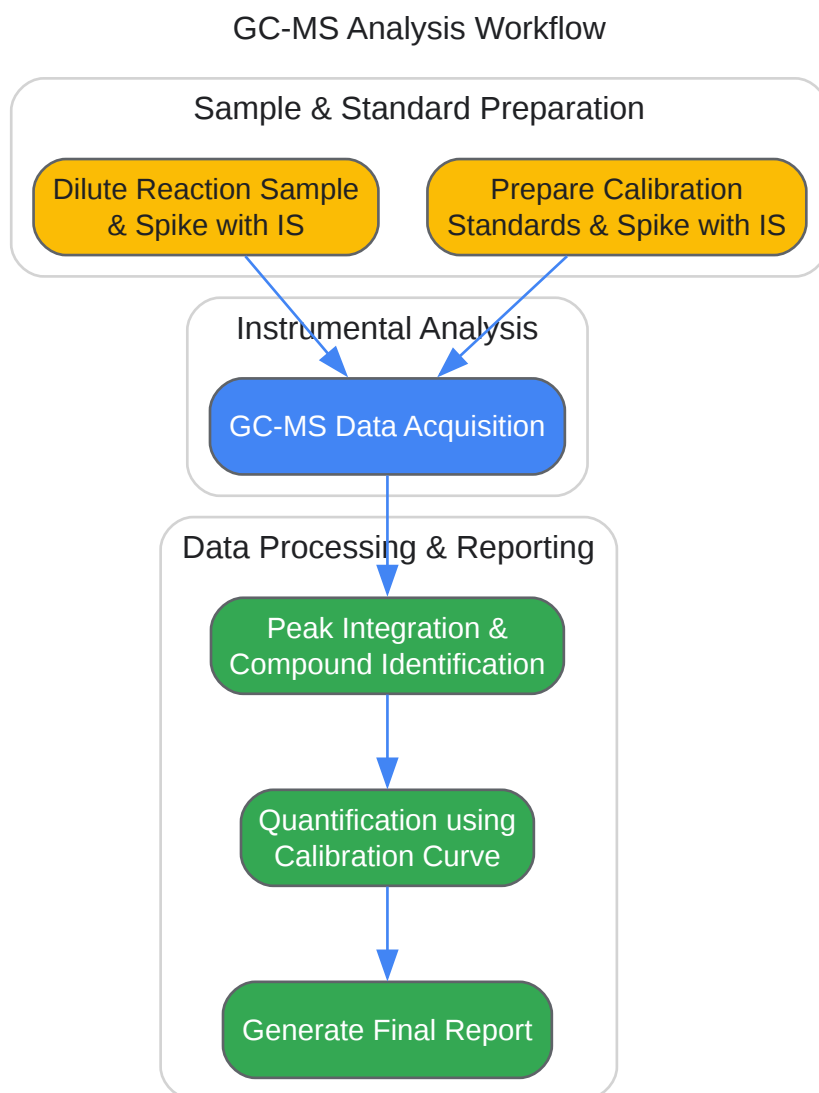 GC-MS Analysis Workflow
Sample & Standard Preparation
Dilute Reaction Sample
& Spike with IS
Prepare Calibration
Standards & Spike with IS
Instrumental Analysis
GC-MS Data Acquisition
Data Processing & Reporting
Peak Integration &
Compound Identification
Quantification using
Calibration Curve
Generate Final Report